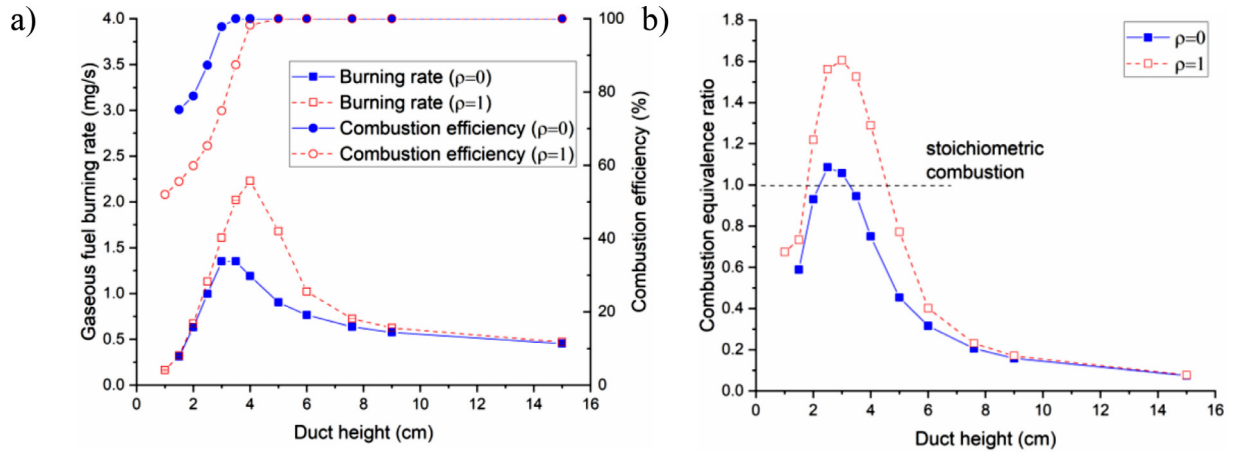 a)
4.0
3.5
3.0
2.5
2.0
1.5
1.0
0.5
0.0
Gaseous fuel burning rate (mg/s)
0 2 4 6 8 10 12 14 16
Duct height (cm)
100
80
60
40
20
0
Combustion efficiency (%)
Burning rate (ρ=0)
Burning rate (ρ=1)
Combustion efficiency (ρ=0)
Combustion efficiency (ρ=1)
b)
1.8
1.6
1.4
1.2
1.0
0.8
0.6
0.4
0.2
0.0
Combustion equivalence ratio
0 2 4 6 8 10 12 14 16
Duct height (cm)
ρ=0
ρ=1
stoichiometric
combustion